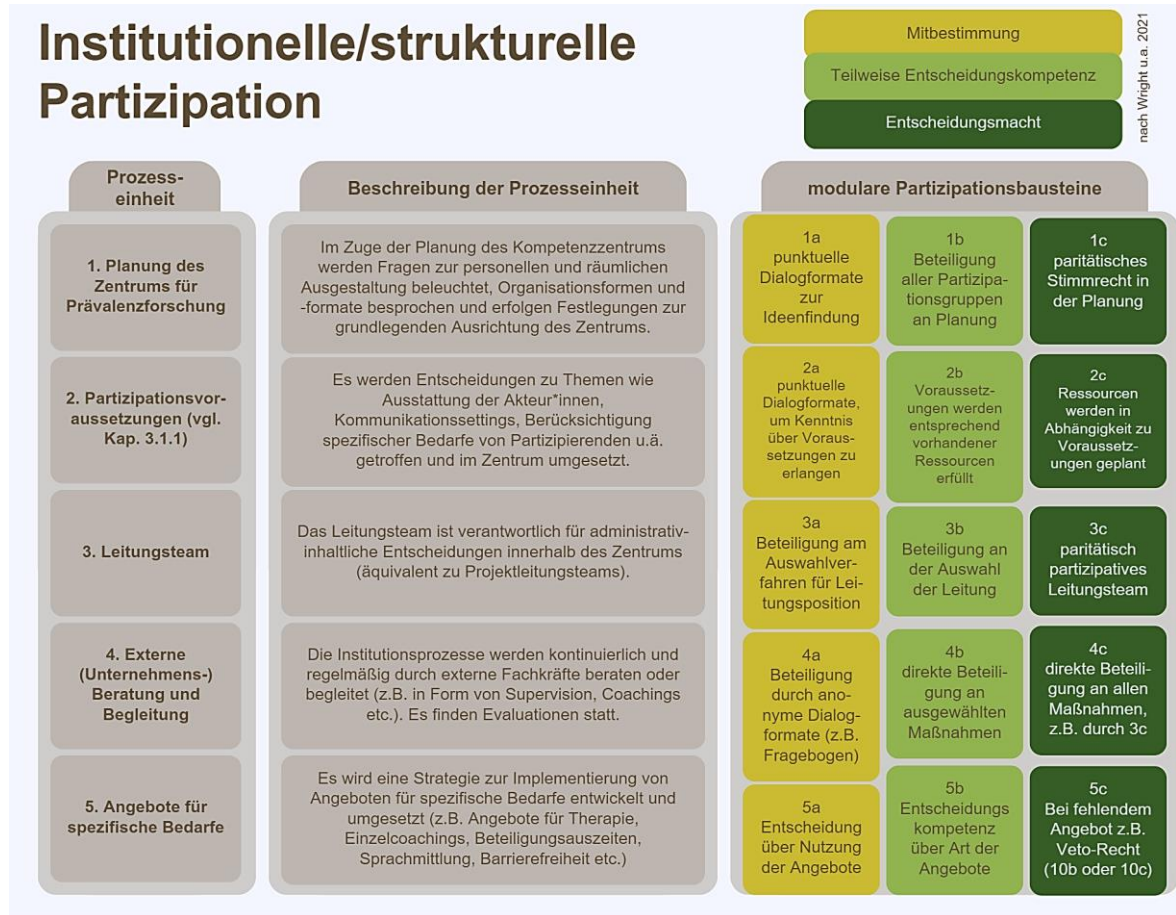 Institutionelle/strukturelle
Partizipation
Mitbestimmung
Teilweise Entscheidungskompetenz
Entscheidungsmacht
nach Wright u.a. 2021
Prozess-
einheit
Beschreibung der Prozesseinheit
modulare Partizipationsbausteine
1. Planung des
Zentrums für
Prävalenzforschung
Im Zuge der Planung des Kompetenzzentrums
werden Fragen zur personellen und räumlichen
Ausgestaltung beleuchtet, Organisationsformen und
-formate besprochen und erfolgen Festlegungen zur
grundlegenden Ausrichtung des Zentrums.
1a
punktuelle
Dialogformate
zur
Ideenfindung
1b
Beteiligung
aller Partizipa-
tionsgruppen
an Planung
1c
paritätisches
Stimmrecht in
der Planung
2. Partizipationsvor-
aussetzungen (vgl.
Kap. 3.1.1)
Es werden Entscheidungen zu Themen wie
Ausstattung der Akteur*innen,
Kommunikationssettings, Berücksichtigung
spezifischer Bedarfe von Partizipierenden u.ä.
getroffen und im Zentrum umgesetzt.
2a
punktuelle
Dialogformate,
um Kenntnis
über Voraus-
setzungen zu
erlangen
2b
Voraussetz-
ungen werden
entsprechend
vorhandener
Ressourcen
erfüllt
2c
Ressourcen
werden in
Abhängigkeit zu
Voraussetz-
ungen geplant
3. Leitungsteam
Das Leitungsteam ist verantwortlich für administrativ-
inhaltliche Entscheidungen innerhalb des Zentrums
(äquivalent zu Projektleitungsteams).
3a
Beteiligung am
Auswahlver-
fahren für Lei-
tungsposition
3b
Beteiligung an
der Auswahl
der Leitung
3c
paritätisch
partizipatives
Leitungsteam
4. Externe
(Unternehmens-)
Beratung und
Begleitung
Die Institutionsprozesse werden kontinuierlich und
regelmäßig durch externe Fachkräfte beraten oder
begleitet (z.B. in Form von Supervision, Coachings
etc.). Es finden Evaluationen statt.
4a
Beteiligung
durch ano-
nyme Dialog-
formate (z.B.
Fragebogen)
4b
direkte Beteili-
gung an
ausgewählten
Maßnahmen
4c
direkte Beteili-
gung an allen
Maßnahmen,
z.B. durch 3c
5. Angebote für
spezifische Bedarfe
Es wird eine Strategie zur Implementierung von
Angeboten für spezifische Bedarfe entwickelt und
umgesetzt (z.B. Angebote für Therapie,
Einzelcoachings, Beteiligungsauszeiten,
Sprachmittlung, Barrierefreiheit etc.)
5a
Entscheidung
über Nutzung
der Angebote
5b
Entscheidungs
kompetenz
über Art der
Angebote
5c
Bei fehlendem
Angebot z.B.
Veto-Recht
(10b oder 10c)